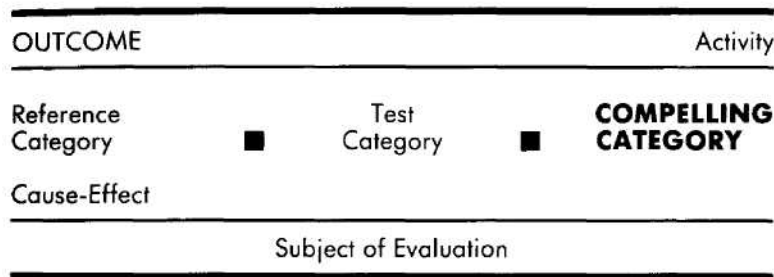 OUTCOME Activity
Reference Test COMPELLING
Category ■ Category ■ CATEGORY
Cause-Effect
Subject of Evaluation